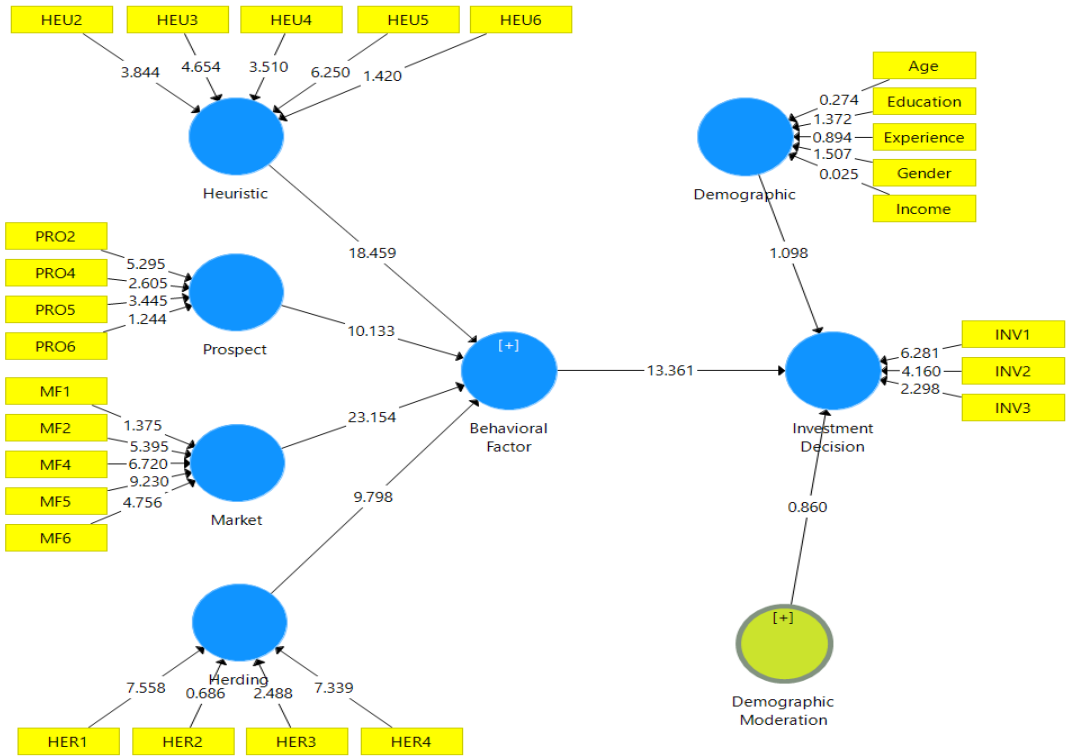 HEU2
HEU3
HEU4
HEU5
HEU6
3.844
4.654
3.510
6.250
1.420
Heuristic
18.459
PRO2
PRO4
PRO5
PRO6
5.295
2.605
3.445
1.244
Prospect
10.133
MF1
MF2
MF4
MF5
MF6
1.375
5.395
6.720
9.230
4.756
Market
23.154
Herding
9.798
7.558
0.686
2.488
7.339
HER1
HER2
HER3
HER4
[+]
Behavioral
Factor
13.361
Age
Education
Experience
Gender
Income
0.274
1.372
0.894
1.507
0.025
Demographic
1.098
INV1
INV2
INV3
6.281
4.160
2.298
Investment
Decision
0.860
[+]
Demographic
Moderation